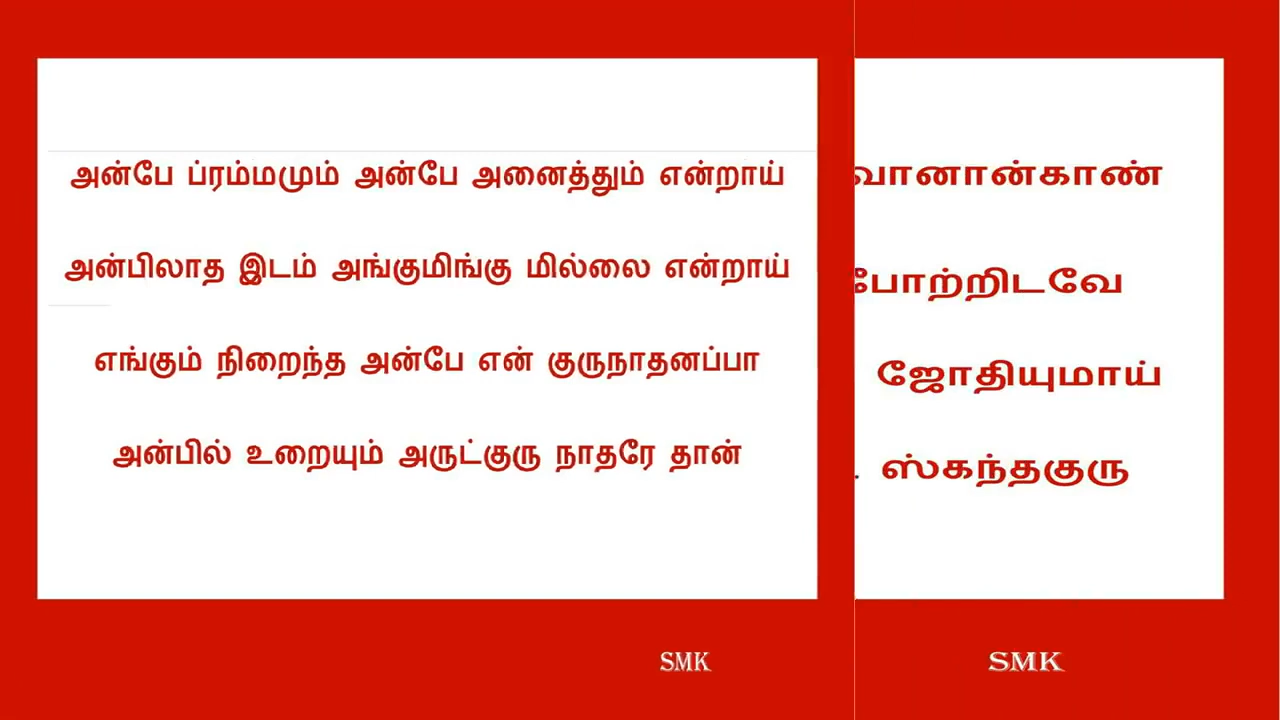 அன்பே ப்ரம்மமும் அன்பே அனைத்தும் என்றாய்
அன்பிலாத இடம் அங்குமிங்கு மில்லை என்றாய்
எங்கும் நிறைந்த அன்பே என் குருநாதனப்பா
அன்பில் உறையும் அருட்குரு நாதரே தான்
SMK
வானான்காண்
போற்றிடவே
ஜோதியுமாய்
ஸ்கந்தகுரு
SMK